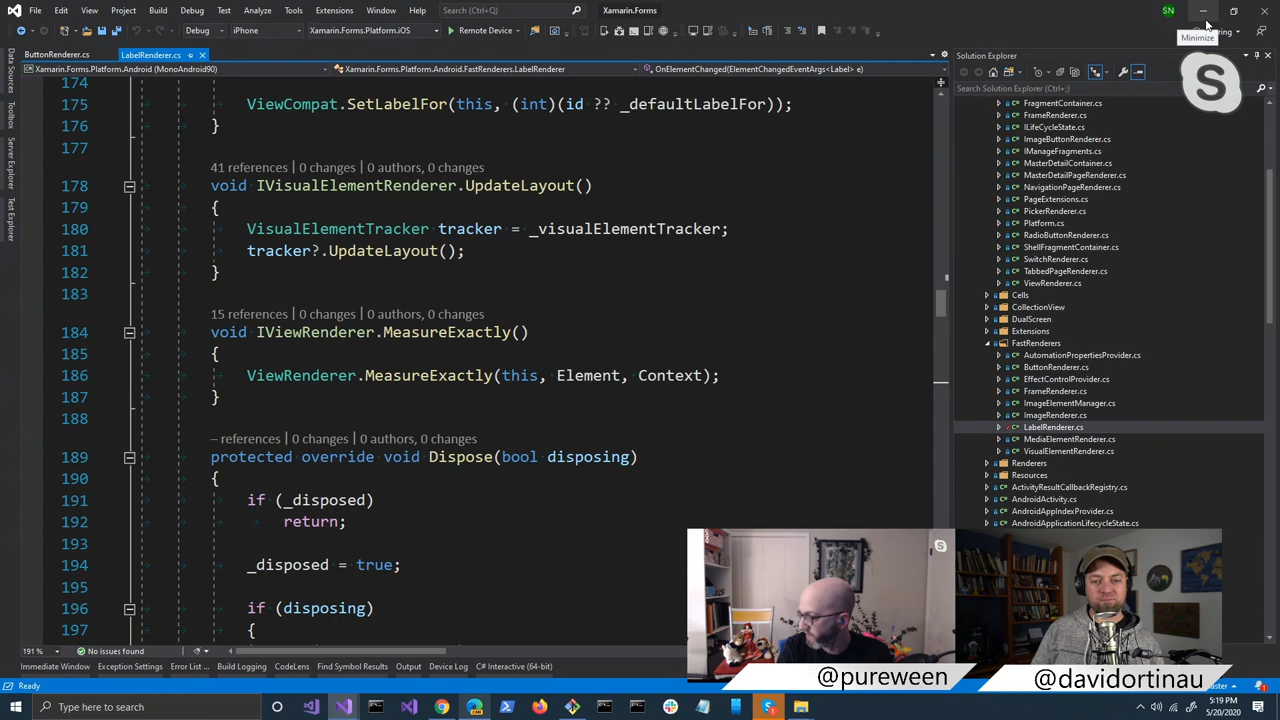 File Edit View Project Build Debug Test Analyze Tools Extensions Window Help Search (Ctrl+Q) Xamarin.Forms SN
Debug iPhone Xamarin.Forms.Platform.iOS Remote Device
Minimize
Data Sources
Toolbox
Server Explorer
Test Explorer
ButtonRenderer.cs LabelRenderer.cs
Xamarin.Forms.Platform.Android (MonoAndroid90) Xamarin.Forms.Platform.Android.FastRenderers.LabelRenderer OnElementChanged(ElementChangedEventArgs<Label> e)
174
175 ViewCompat.SetLabelFor(this, (int)(id ?? _defaultLabelFor));
176 }
177
41 references | 0 changes | 0 authors, 0 changes
178 void IVisualElementRenderer.UpdateLayout()
179 {
180 VisualElementTracker tracker = _visualElementTracker;
181 tracker?.UpdateLayout();
182 }
183
15 references | 0 changes | 0 authors, 0 changes
184 void IViewRenderer.MeasureExactly()
185 {
186 ViewRenderer.MeasureExactly(this, Element, Context);
187 }
188
– references | 0 changes | 0 authors, 0 changes
189 protected override void Dispose(bool disposing)
190 {
191 if (_disposed)
192 return;
193
194 _disposed = true;
195
196 if (disposing)
197 {
191 % No issues found
Solution Explorer
Search Solution Explorer (Ctrl+;)
S
FragmentContainer.cs
FrameRenderer.cs
ILifeCycleState.cs
ImageButtonRenderer.cs
IManageFragments.cs
MasterDetailContainer.cs
MasterDetailPageRenderer.cs
NavigationPageRenderer.cs
PageExtensions.cs
PickerRenderer.cs
Platform.cs
RadioButtonRenderer.cs
ShellFragmentContainer.cs
SwitchRenderer.cs
TabbedPageRenderer.cs
ViewRenderer.cs
Cells
CollectionView
DualScreen
Extensions
FastRenderers
AutomationPropertiesProvider.cs
ButtonRenderer.cs
EffectControlProvider.cs
FrameRenderer.cs
ImageElementManager.cs
ImageRenderer.cs
LabelRenderer.cs
MediaElementRenderer.cs
VisualElementRenderer.cs
Renderers
Resources
ActivityResultCallbackRegistry.cs
AndroidActivity.cs
AndroidAppIndexProvider.cs
AndroidApplicationLifecycleState.cs
@pureween @davidortinau
Immediate Window Exception Settings Error List ... Build Logging CodeLens Find Symbol Results Output Device Log C# Interactive (64-bit)
Ready
Type here to search
5:19 PM
5/20/2020